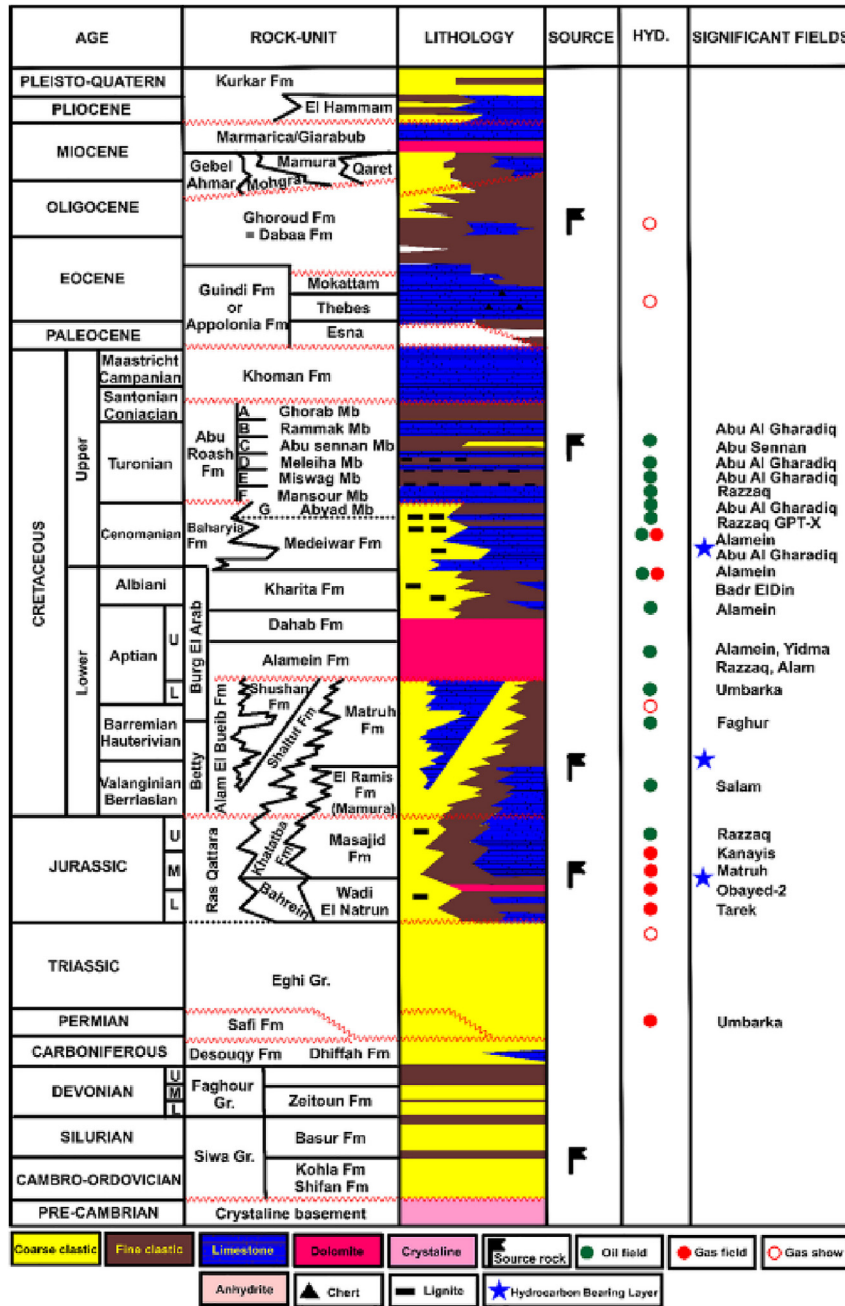 AGE ROCK-UNIT LITHOLOGY SOURCE HYD. SIGNIFICANT FIELDS
PLEISTO-QUATERN Kurkar Fm
PLIOCENE El Hammam
MIOCENE Marmarica/Giarabub
Gebel Ahmar Mohgra Mamura Qaret
OLIGOCENE Ghoroud Fm
= Dabaa Fm
EOCENE Guindi Fm
or
Appolonia Fm
Mokattam
Thebes
PALEOCENE Esna
CRETACEOUS
Upper
Maastricht
Campanian
Khoman Fm
Santonian
Coniacian
Turonian
Cenomanian
Abu
Roash
Fm
A Ghorab Mb
B Rammak Mb
C Abu sennan Mb
D Meleiha Mb
E Miswag Mb
F Mansour Mb
G Abyad Mb
Baharyia
Fm
Medeiwar Fm
Abu Al Gharadiq
Abu Sennan
Abu Al Gharadiq
Abu Al Gharadiq
Razzaq
Abu Al Gharadiq
Razzaq GPT-X
Alamein
Abu Al Gharadiq
Alamein
Badr ElDin
Alamein
Lower
Albiani
Aptian
U
L
Barremian
Hauterivian
Valanginian
Berriasian
Burg El Arab
Kharita Fm
Dahab Fm
Alamein Fm
Betty
Alam El Bueib Fm
Shushan
Fm
Shaltut Fm
Matruh
Fm
El Ramis
Fm
(Mamura)
Alamein, Yidma
Razzaq, Alam
Umbarka
Faghur
Salam
JURASSIC
U
M
L
Ras Qattara
Khatatba
Fm
Masajid
Fm
Bahrein
Wadi
El Natrun
Razzaq
Kanayis
Matruh
Obayed-2
Tarek
TRIASSIC Eghi Gr.
PERMIAN Safi Fm Umbarka
CARBONIFEROUS Desouqy Fm Dhiffah Fm
DEVONIAN
U
M
L
Faghour
Gr.
Zeitoun Fm
SILURIAN Siwa Gr. Basur Fm
CAMBRO-ORDOVICIAN Kohla Fm
Shifan Fm
PRE-CAMBRIAN Crystaline basement
Coarse clastic Fine clastic Limestone Dolomite Crystaline Source rock Oil field Gas field Gas show
Anhydrite Chert Lignite Hydrocarbon Bearing Layer